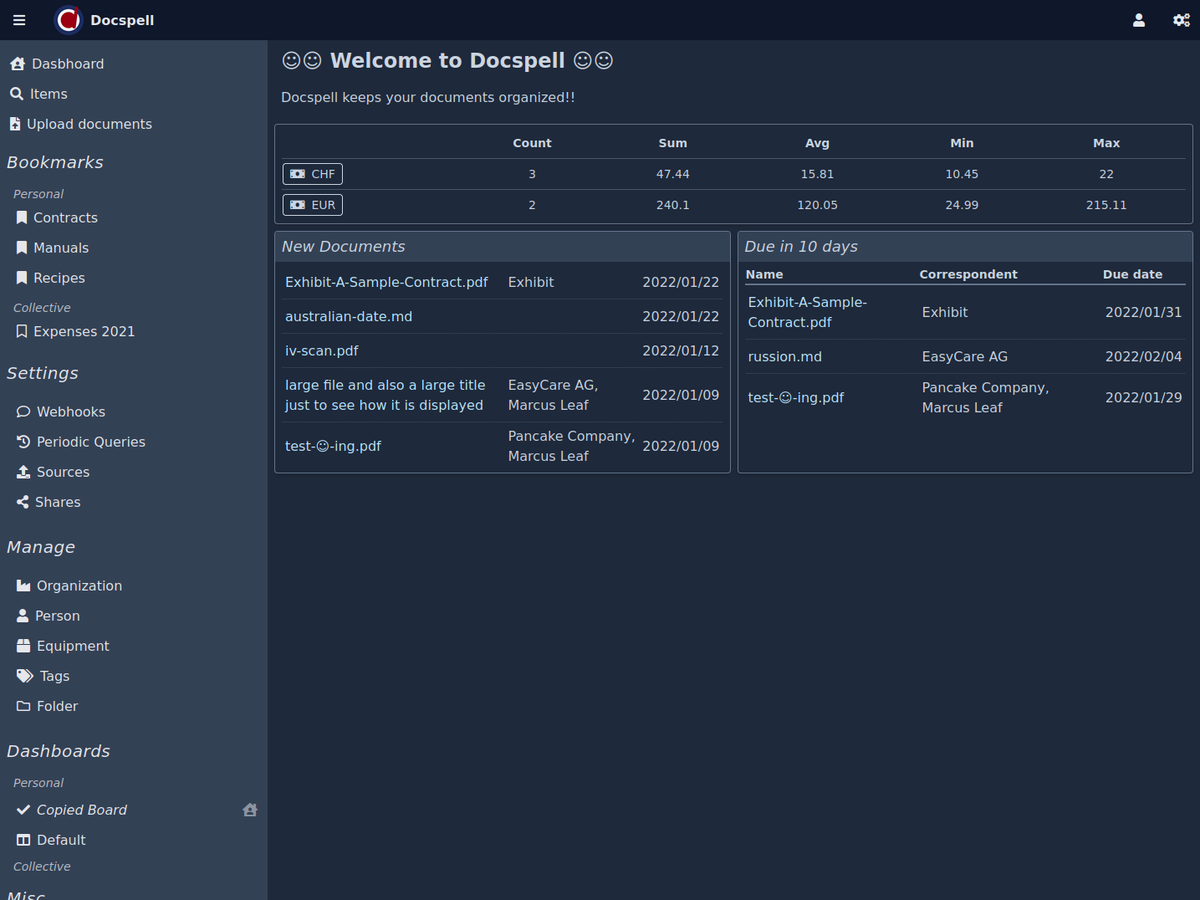 Docspell
Dasbhoard
Items
Upload documents
Bookmarks
Personal
Contracts
Manuals
Recipes
Collective
Expenses 2021
Settings
Webhooks
Periodic Queries
Sources
Shares
Manage
Organization
Person
Equipment
Tags
Folder
Dashboards
Personal
Copied Board
Default
Collective
Misc
☺☺ Welcome to Docspell ☺☺
Docspell keeps your documents organized!!
Count Sum Avg Min Max
CHF 3 47.44 15.81 10.45 22
EUR 2 240.1 120.05 24.99 215.11
New Documents
Exhibit-A-Sample-Contract.pdf Exhibit 2022/01/22
australian-date.md 2022/01/22
iv-scan.pdf 2022/01/12
large file and also a large title EasyCare AG, 2022/01/09
just to see how it is displayed Marcus Leaf
test-☺-ing.pdf Pancake Company, 2022/01/09
Marcus Leaf
Due in 10 days
Name Correspondent Due date
Exhibit-A-Sample- Exhibit 2022/01/31
Contract.pdf
russion.md EasyCare AG 2022/02/04
test-☺-ing.pdf Pancake Company, 2022/01/29
Marcus Leaf